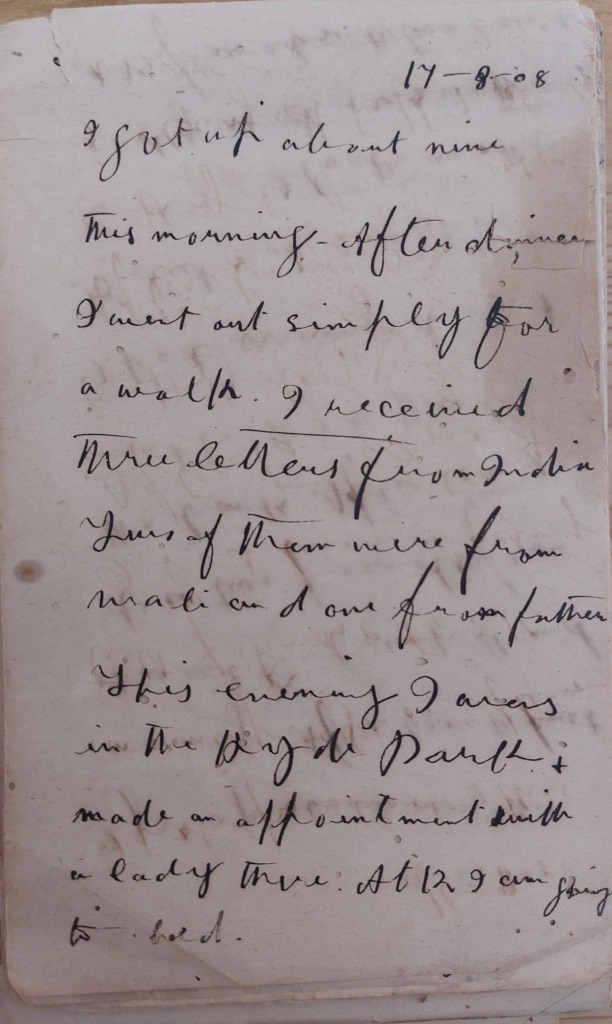 17-8-08
I got up about nine
this morning - After dinner
I went out simply for
a walk. I received
three letters from India
Two of them were from
mali and one from father
This evening I was
in the Hyde Park &
made an appointment with
a lady there. At 12 I am going
to bed.